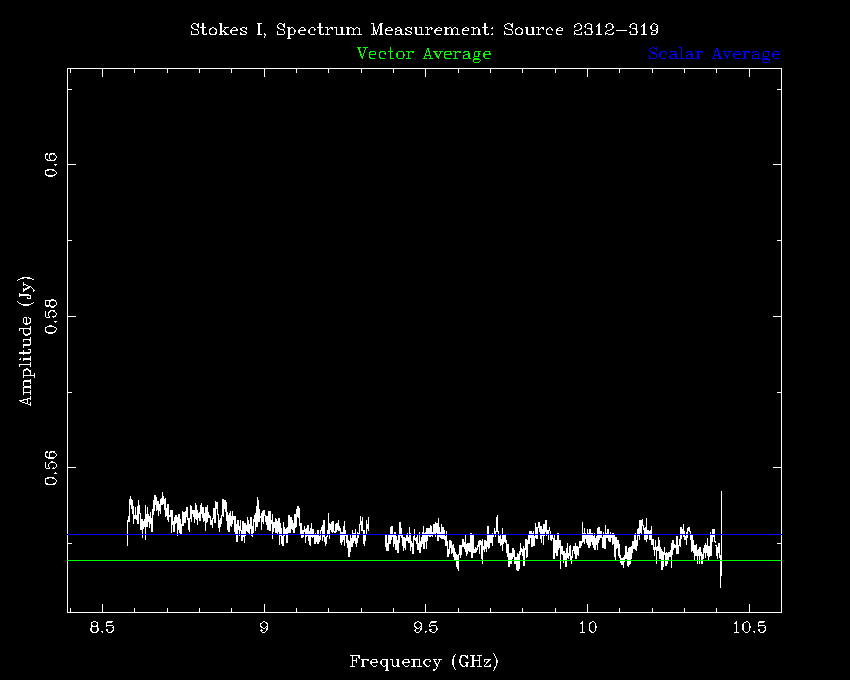 Stokes I, Spectrum Measurement: Source 2312−319
Vector Average
Scalar Average
0.6
0.58
0.56
Amplitude (Jy)
8.5 9 9.5 10 10.5
Frequency (GHz)